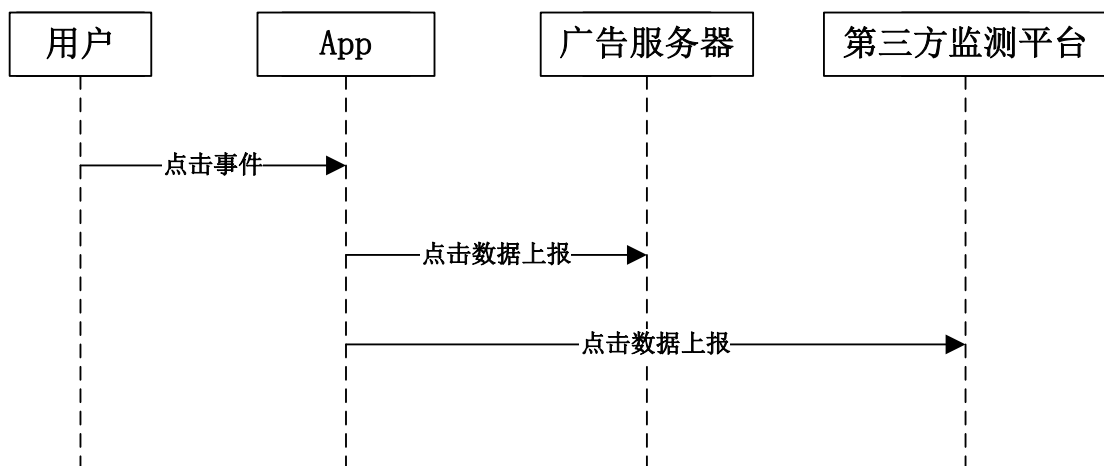 用户
App
广告服务器
第三方监测平台
点击事件
点击数据上报
点击数据上报